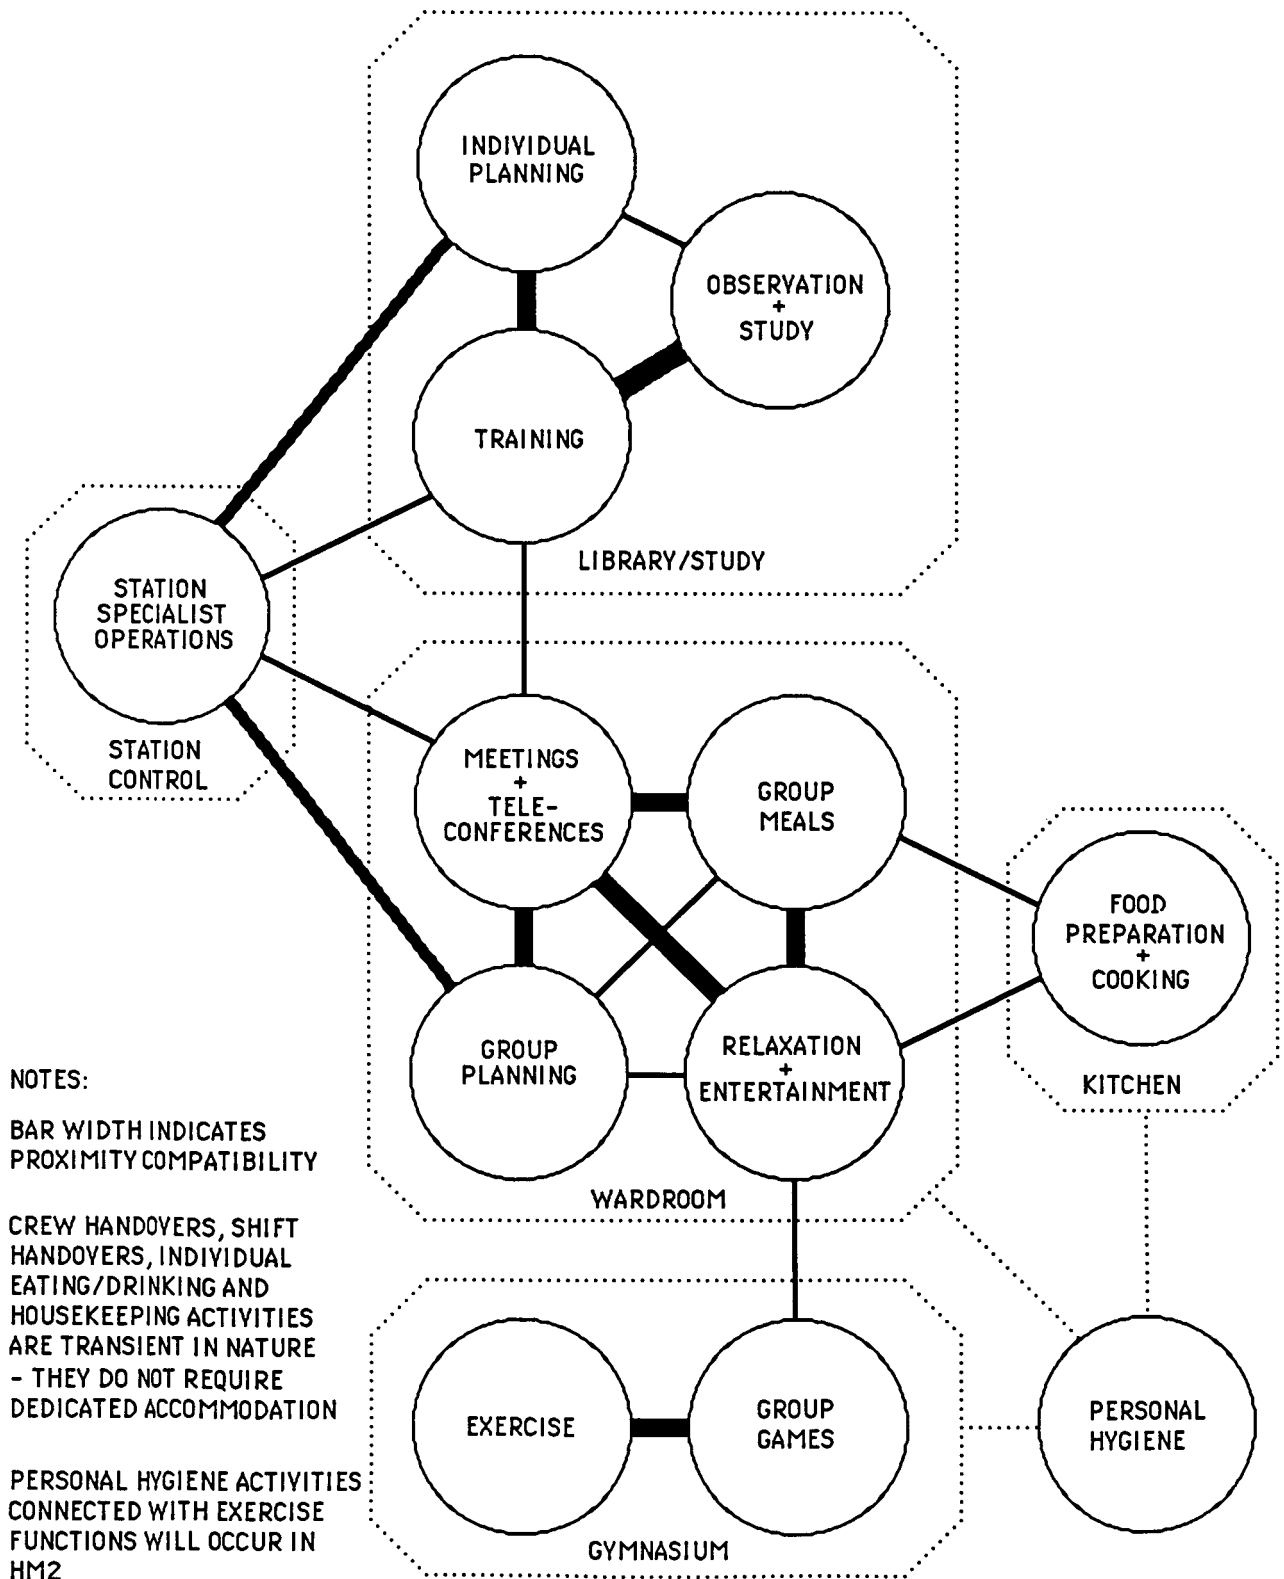 INDIVIDUAL
PLANNING
OBSERVATION
+
STUDY
TRAINING
LIBRARY/STUDY
STATION
SPECIALIST
OPERATIONS
STATION
CONTROL
MEETINGS
+
TELE-
CONFERENCES
GROUP
MEALS
FOOD
PREPARATION
+
COOKING
KITCHEN
GROUP
PLANNING
RELAXATION
+
ENTERTAINMENT
WARDROOM
EXERCISE
GROUP
GAMES
GYMNASIUM
PERSONAL
HYGIENE
NOTES:
BAR WIDTH INDICATES
PROXIMITY COMPATIBILITY
CREW HANDOVERS, SHIFT
HANDOVERS, INDIVIDUAL
EATING/DRINKING AND
HOUSEKEEPING ACTIVITIES
ARE TRANSIENT IN NATURE
- THEY DO NOT REQUIRE
DEDICATED ACCOMMODATION
PERSONAL HYGIENE ACTIVITIES
CONNECTED WITH EXERCISE
FUNCTIONS WILL OCCUR IN
HM2